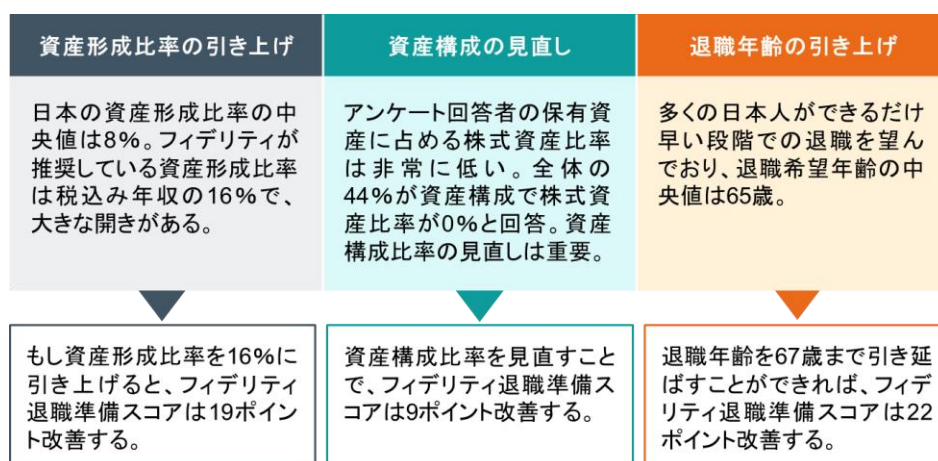 資産形成比率の引き上げ
日本の資産形成比率の中
央値は8%。フィデリティが
推奨している資産形成比率
は税込み年収の16%で、
大きな開きがある。
もし資産形成比率を16%に
引き上げると、フィデリティ
退職準備スコアは19ポイン
ト改善する。
資産構成の見直し
アンケート回答者の保有資
産に占める株式資産比率
は非常に低い。全体の
44%が資産構成で株式資
産比率が0%と回答。資産
構成比率の見直しは重要。
資産構成比率を見直すこと
で、フィデリティ退職準備ス
コアは9ポイント改善する。
退職年齢の引き上げ
多くの日本人ができるだけ
早い段階での退職を望ん
でおり、退職希望年齢の中
央値は65歳。
退職年齢を67歳まで引き延
ばすことができれば、フィデ
リティ退職準備スコアは22
ポイント改善する。